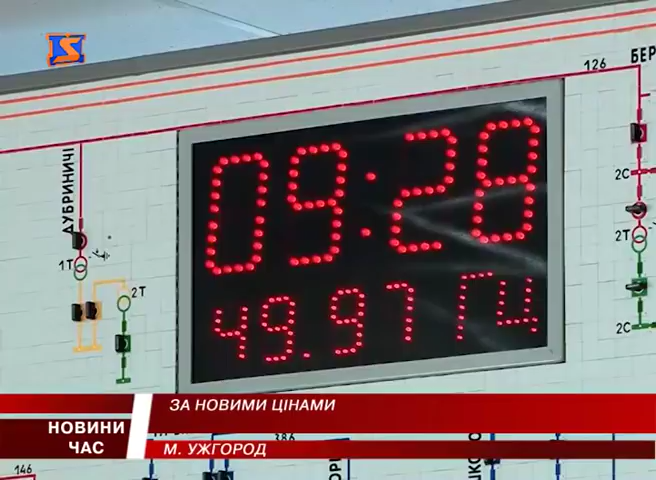 IS
126
БЕР
ДУБРИНИЧІ
09:28
2С
1Т
2Т
2Т
49.97 ГЦ
2С
ЗА НОВИМИ ЦІНАМИ
НОВИНИ
ЧАС
386
М. УЖГОРОД
146